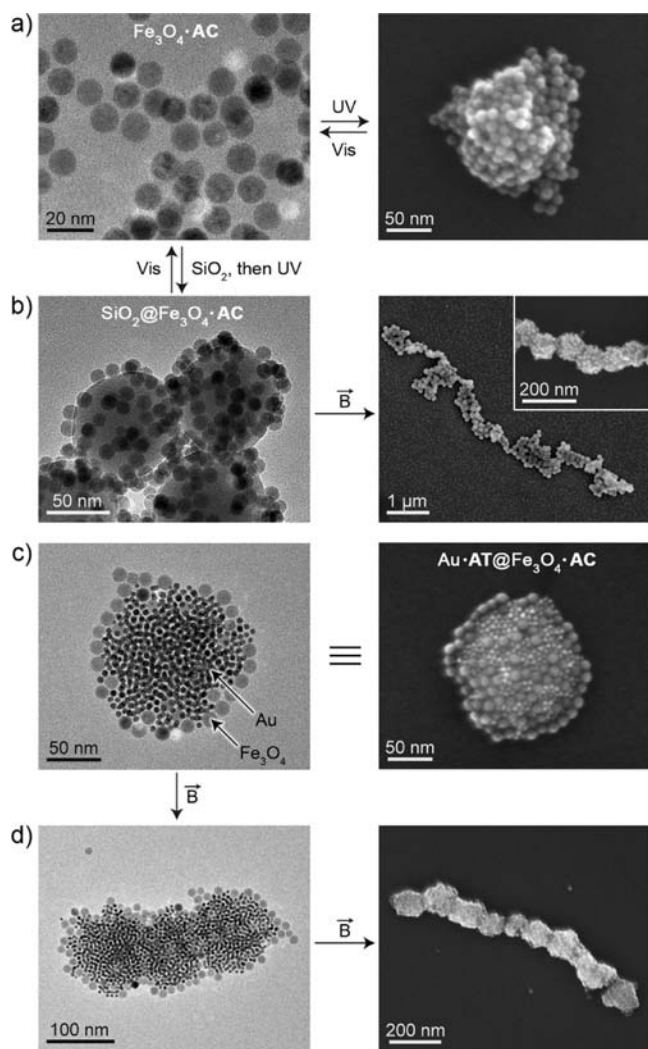 a)
Fe₃O₄·AC
20 nm
UV
Vis
50 nm
Vis
SiO₂, then UV
b)
SiO₂@Fe₃O₄·AC
50 nm
B⃗
200 nm
1 µm
c)
Au
Fe₃O₄
50 nm
Au·AT@Fe₃O₄·AC
50 nm
B⃗
d)
100 nm
B⃗
200 nm